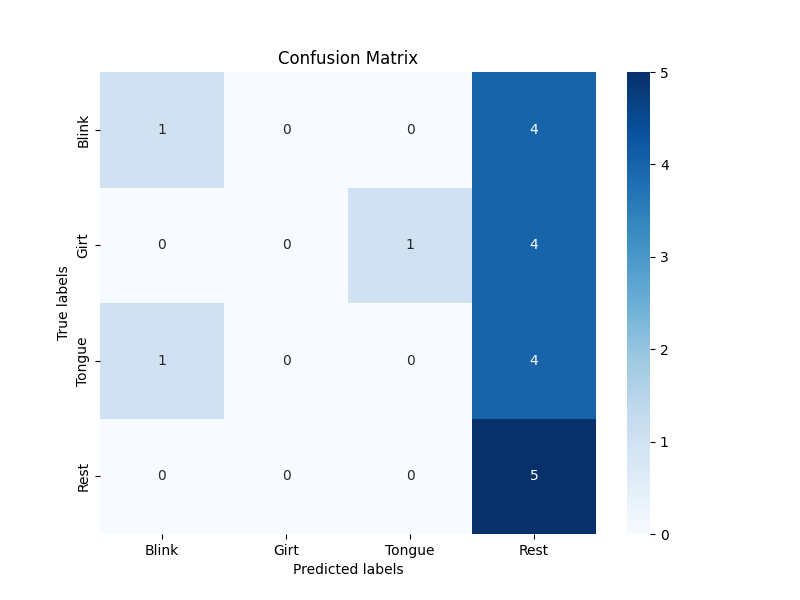 Confusion Matrix
True labels
Blink
1 0 0 4
Girt
0 0 1 4
Tongue
1 0 0 4
Rest
0 0 0 5
Blink Girt Tongue Rest
Predicted labels
5
4
3
2
1
0